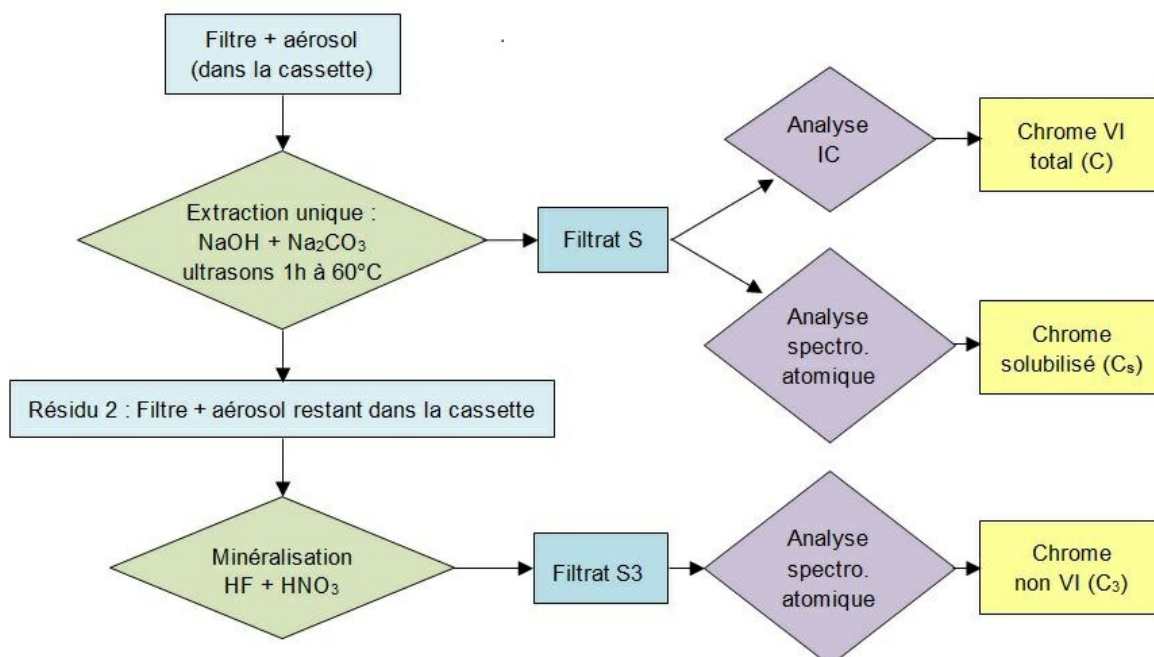 Filtre + aérosol
(dans la cassette)
Extraction unique :
NaOH + Na₂CO₃
ultrasons 1h à 60°C
Filtrat S
Analyse
IC
Chrome VI
total (C)
Analyse
spectro.
atomique
Chrome
solubilisé (Cₛ)
Résidu 2 : Filtre + aérosol restant dans la cassette
Minéralisation
HF + HNO₃
Filtrat S3
Analyse
spectro.
atomique
Chrome
non VI (C₃)